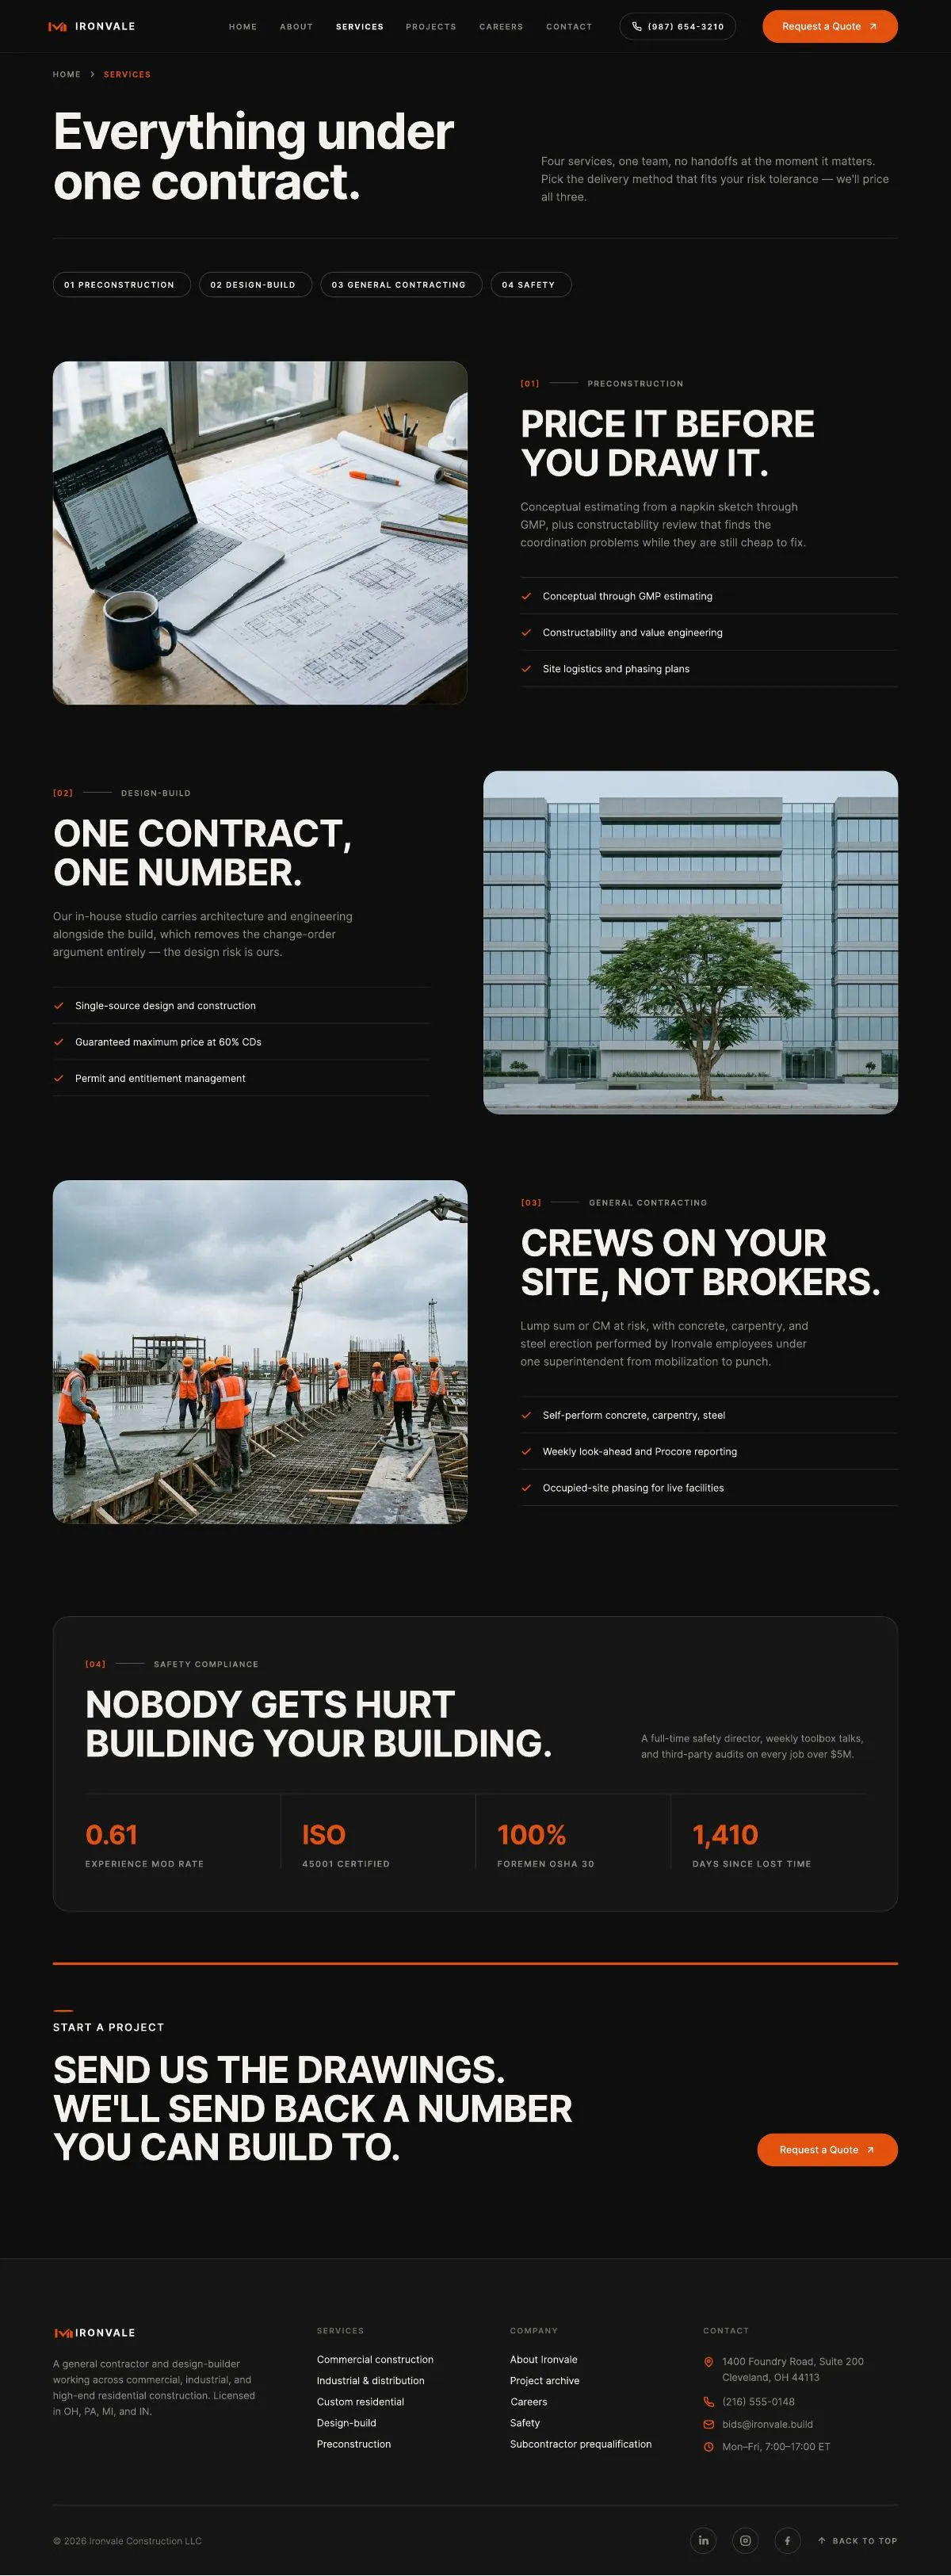 IRONVALE
HOME ABOUT SERVICES PROJECTS CAREERS CONTACT
(987) 654-3210
Request a Quote
HOME > SERVICES
Everything under
one contract.
Four services, one team, no handoffs at the moment it matters.
Pick the delivery method that fits your risk tolerance — we'll price
all three.
01 PRECONSTRUCTION
02 DESIGN-BUILD
03 GENERAL CONTRACTING
04 SAFETY
[01] PRECONSTRUCTION
PRICE IT BEFORE
YOU DRAW IT.
Conceptual estimating from a napkin sketch through
GMP, plus constructability review that finds the
coordination problems while they are still cheap to fix.
Conceptual through GMP estimating
Constructability and value engineering
Site logistics and phasing plans
[02] DESIGN-BUILD
ONE CONTRACT,
ONE NUMBER.
Our in-house studio carries architecture and engineering
alongside the build, which removes the change-order
argument entirely — the design risk is ours.
Single-source design and construction
Guaranteed maximum price at 60% CDs
Permit and entitlement management
[03] GENERAL CONTRACTING
CREWS ON YOUR
SITE, NOT BROKERS.
Lump sum or CM at risk, with concrete, carpentry, and
steel erection performed by Ironvale employees under
one superintendent from mobilization to punch.
Self-perform concrete, carpentry, steel
Weekly look-ahead and Procore reporting
Occupied-site phasing for live facilities
[04] SAFETY COMPLIANCE
NOBODY GETS HURT
BUILDING YOUR BUILDING.
A full-time safety director, weekly toolbox talks,
and third-party audits on every job over $5M.
0.61
EXPERIENCE MOD RATE
ISO
45001 CERTIFIED
100%
FOREMEN OSHA 30
1,410
DAYS SINCE LOST TIME
START A PROJECT
SEND US THE DRAWINGS.
WE'LL SEND BACK A NUMBER
YOU CAN BUILD TO.
Request a Quote
IRONVALE
A general contractor and design-builder
working across commercial, industrial, and
high-end residential construction. Licensed
in OH, PA, MI, and IN.
SERVICES
Commercial construction
Industrial & distribution
Custom residential
Design-build
Preconstruction
COMPANY
About Ironvale
Project archive
Careers
Safety
Subcontractor prequalification
CONTACT
1400 Foundry Road, Suite 200
Cleveland, OH 44113
(216) 555-0148
bids@ironvale.build
Mon–Fri, 7:00–17:00 ET
© 2026 Ironvale Construction LLC
BACK TO TOP